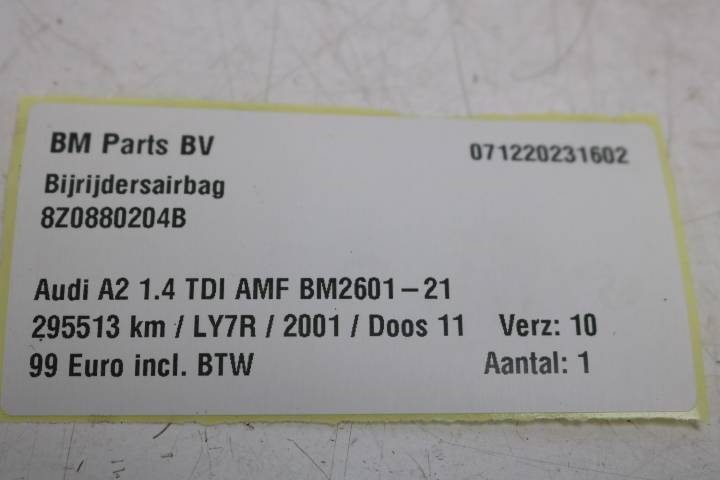 BM Parts BV 071220231602
Bijrijdersairbag
8Z0880204B
Audi A2 1.4 TDI AMF BM2601-21
295513 km / LY7R / 2001 / Doos 11 Verz: 10
99 Euro incl. BTW Aantal: 1